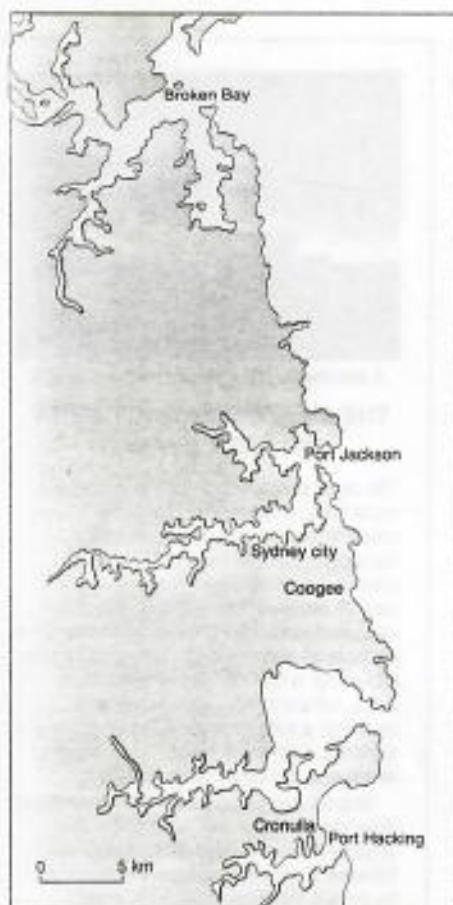 Broken Bay
Port Jackson
Sydney city
Coogee
Cronulla
Port Hacking
0 5 km